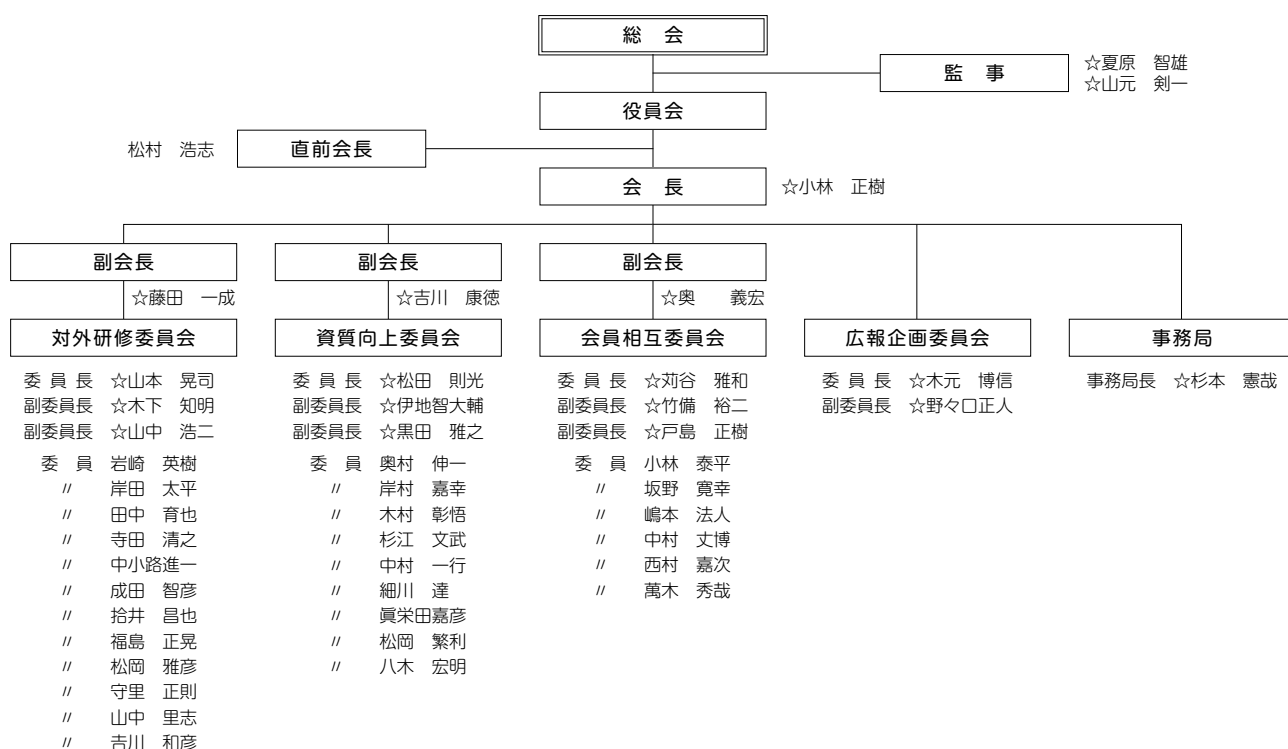 総　会
監　事
☆夏原　智雄
☆山元　剣一
役員会
松村　浩志
直前会長
会　長
☆小林　正樹
副会長
☆藤田　一成
対外研修委員会
委 員 長　☆山本　晃司
副委員長　☆木下　知明
副委員長　☆山中　浩二
委　員　岩崎　英樹
〃　岸田　太平
〃　田中　育也
〃　寺田　清之
〃　中小路進一
〃　成田　智彦
〃　拾井　昌也
〃　福島　正晃
〃　松岡　雅彦
〃　守里　正則
〃　山中　里志
〃　吉川　和彦
副会長
☆吉川　康徳
資質向上委員会
委 員 長　☆松田　則光
副委員長　☆伊地智大輔
副委員長　☆黒田　雅之
委　員　奥村　伸一
〃　岸村　嘉幸
〃　木村　彰悟
〃　杉江　文武
〃　中村　一行
〃　細川　達
〃　眞栄田嘉彦
〃　松岡　繁利
〃　八木　宏明
副会長
☆奥　　義宏
会員相互委員会
委 員 長　☆苅谷　雅和
副委員長　☆竹備　裕二
副委員長　☆戸島　正樹
委　員　小林　泰平
〃　坂野　寛幸
〃　嶋本　法人
〃　中村　丈博
〃　西村　嘉次
〃　萬木　秀哉
広報企画委員会
委 員 長　☆木元　博信
副委員長　☆野々口正人
事務局
事務局長　☆杉本　憲哉